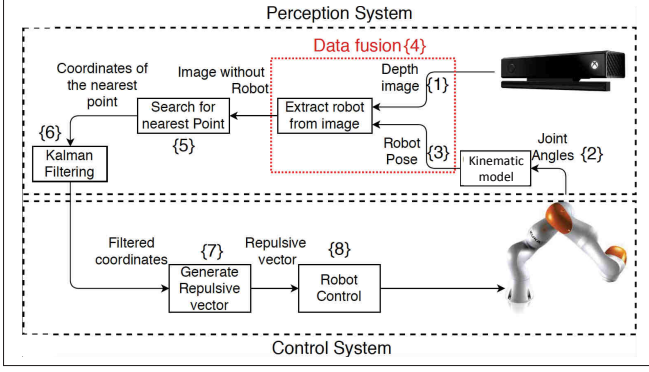 Perception System
Data fusion{4}
Coordinates of
the nearest
point
Image without
Robot
Depth
image
{1}
Search for
nearest Point
Extract robot
from image
{6}
{5}
Kalman
Filtering
Robot
Pose
{3}
Kinematic
model
Joint
Angles
{2}
Filtered
coordinates
{7}
Repulsive
vector
{8}
Generate
Repulsive
vector
Robot
Control
Control System